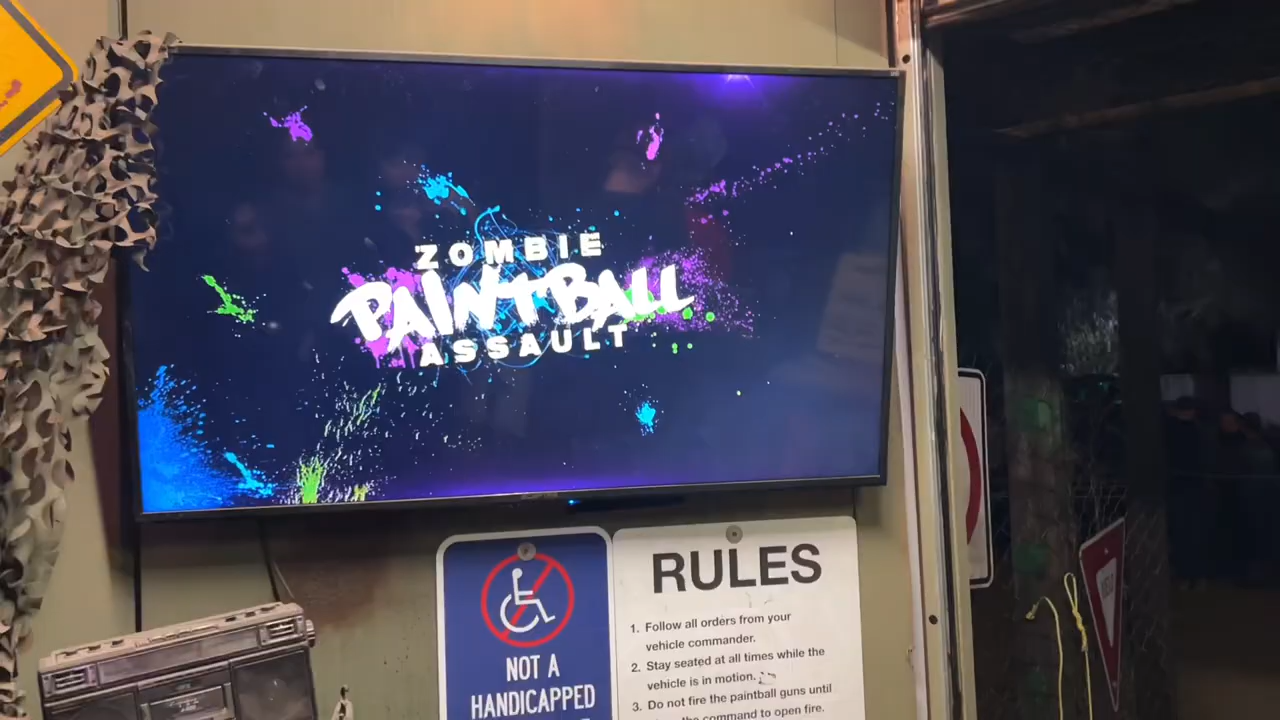 ZOMBIE
PAINTBALL
ASSAULT
NOT A
HANDICAPPED
RULES
1. Follow all orders from your
vehicle commander.
2. Stay seated at all times while the
vehicle is in motion.
3. Do not fire the paintball guns until
the command to open fire.